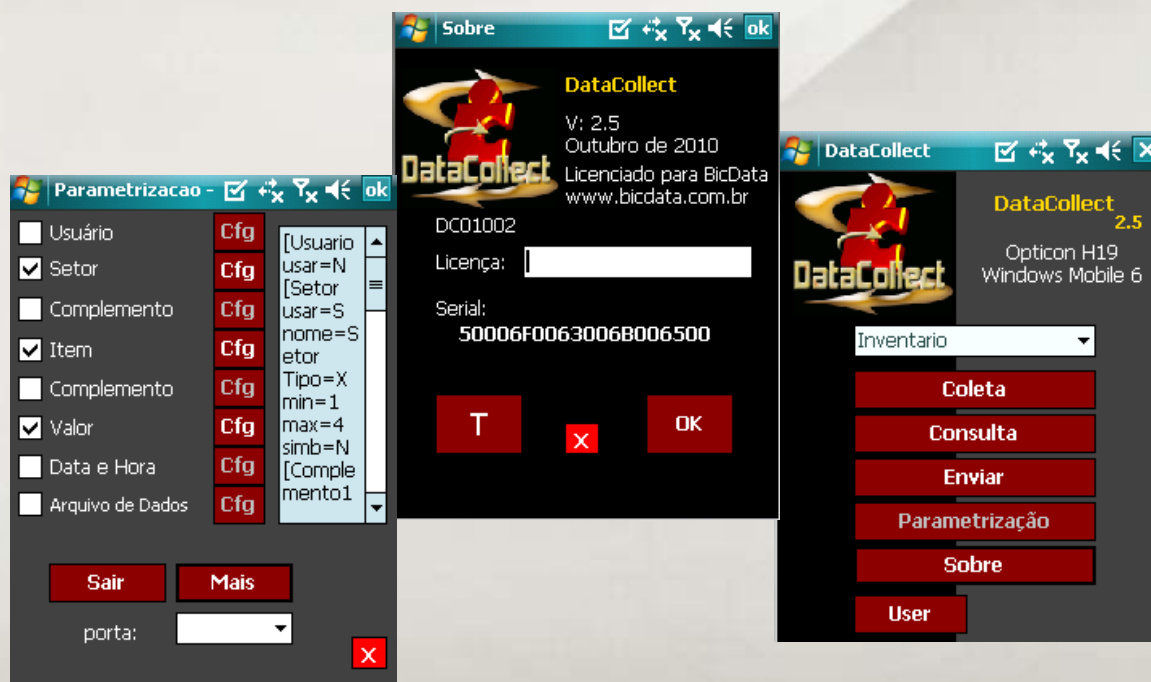 Parametrizacao -
ok
Usuário
Cfg
Setor
Cfg
Complemento
Cfg
Item
Cfg
Complemento
Cfg
Valor
Cfg
Data e Hora
Cfg
Arquivo de Dados
Cfg
[Usuario
usar=N
[Setor
usar=S
nome=S
etor
Tipo=X
min=1
max=4
simb=N
[Comple
mento1
Sair
Mais
porta:
X
Sobre
ok
DataCollect
DataCollect
V: 2.5
Outubro de 2010
Licenciado para BicData
www.bicdata.com.br
DC01002
Licença:
Serial:
50006F0063006B006500
T
X
OK
DataCollect
DataCollect
DataCollect
2.5
Opticon H19
Windows Mobile 6
Inventario
Coleta
Consulta
Enviar
Parametrização
Sobre
User